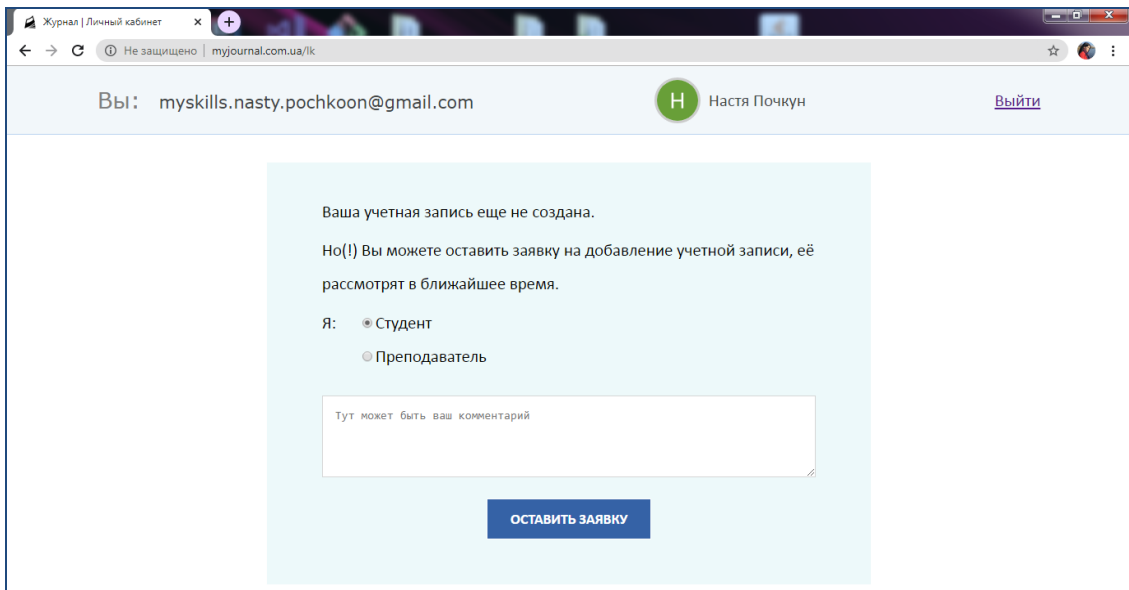 Журнал | Личный кабинет
Не защищено | myjournal.com.ua/lk
Вы: myskills.nasty.pochkoon@gmail.com Н Настя Почкун Выйти
Ваша учетная запись еще не создана.
Но(!) Вы можете оставить заявку на добавление учетной записи, её
рассмотрят в ближайшее время.
Я: Студент
Преподаватель
Тут может быть ваш комментарий
ОСТАВИТЬ ЗАЯВКУ